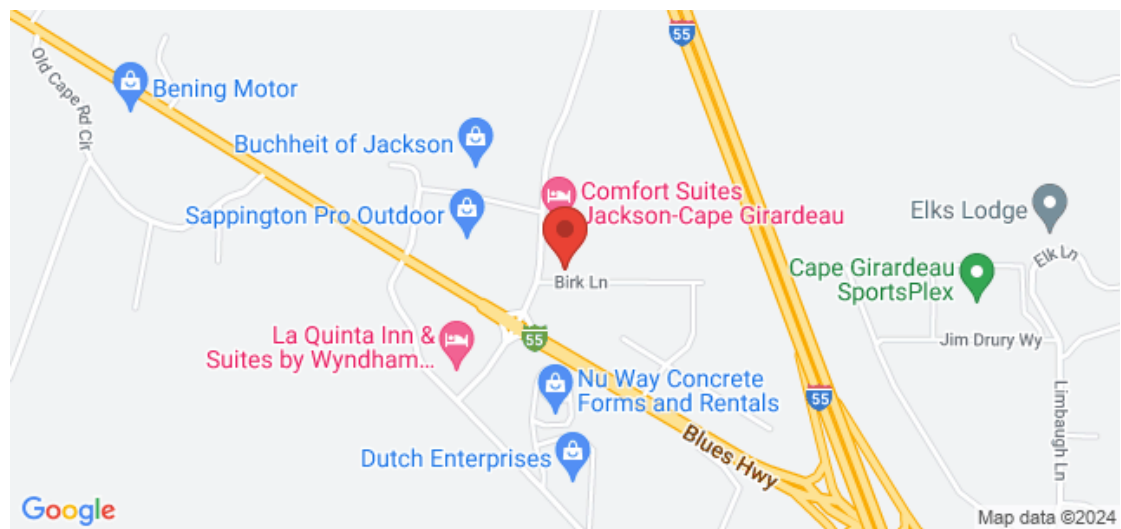 55
Old Cape Rd Cir
Bening Motor
Buchheit of Jackson
Comfort Suites
Jackson-Cape Girardeau
Sappington Pro Outdoor
Elks Lodge
Elk Ln
Cape Girardeau
SportsPlex
Birk Ln
La Quinta Inn &
Suites by Wyndham...
55
Jim Drury Wy
Nu Way Concrete
Forms and Rentals
55
Limbaugh Ln
Blues Hwy
Dutch Enterprises
Google
Map data ©2024